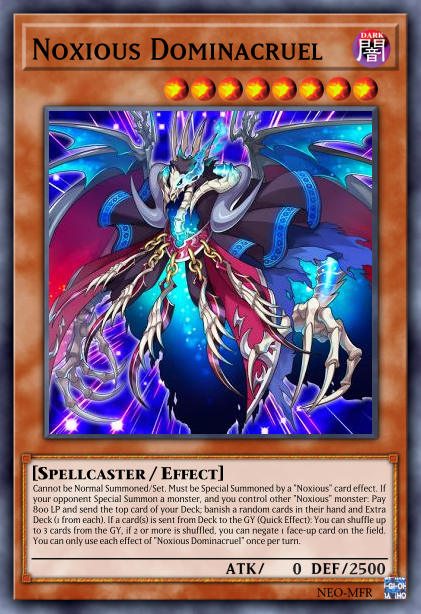 Noxious Dominacruel
DARK
闇
[Spellcaster / Effect]
Cannot be Normal Summoned/Set. Must be Special Summoned by a "Noxious" card effect. If
your opponent Special Summon a monster, and you control other "Noxious" monster: Pay
800 LP and send the top card of your Deck; banish a random cards in their hand and Extra
Deck (1 from each). If a card(s) is sent from Deck to the GY (Quick Effect): You can shuffle up
to 3 cards from the GY, if 2 or more is shuffled, you can negate 1 face-up card on the field.
You can only use each effect of "Noxious Dominacruel" once per turn.
ATK/ 0 DEF/2500
NEO-MFR